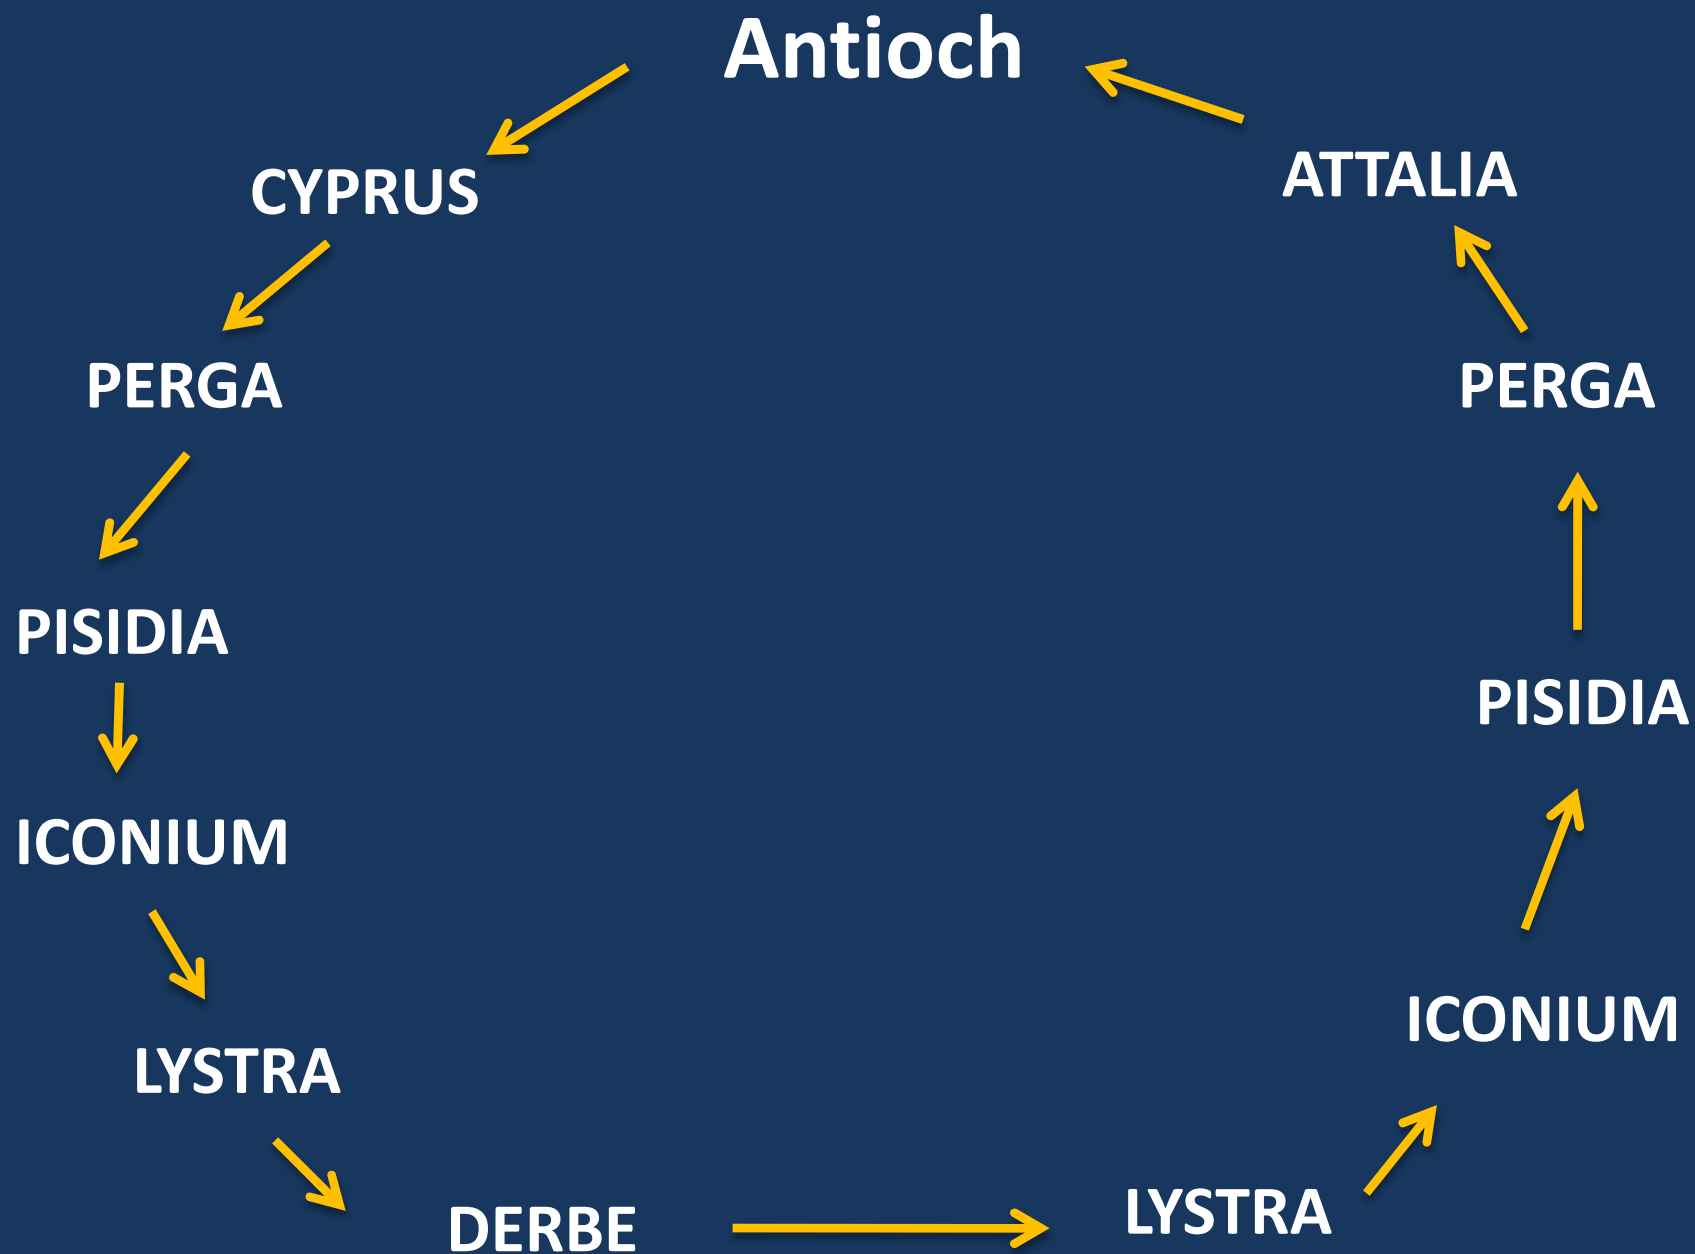 Antioch
CYPRUS
PERGA
PISIDIA
ICONIUM
LYSTRA
DERBE
LYSTRA
ICONIUM
PISIDIA
PERGA
ATTALIA